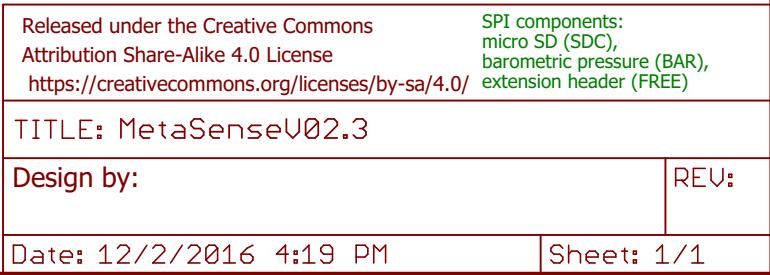 Released under the Creative Commons
Attribution Share-Alike 4.0 License
https://creativecommons.org/licenses/by-sa/4.0/
SPI components:
micro SD (SDC),
barometric pressure (BAR),
extension header (FREE)
TITLE: MetaSenseV02.3
Design by:
REV:
Date: 12/2/2016 4:19 PM
Sheet: 1/1